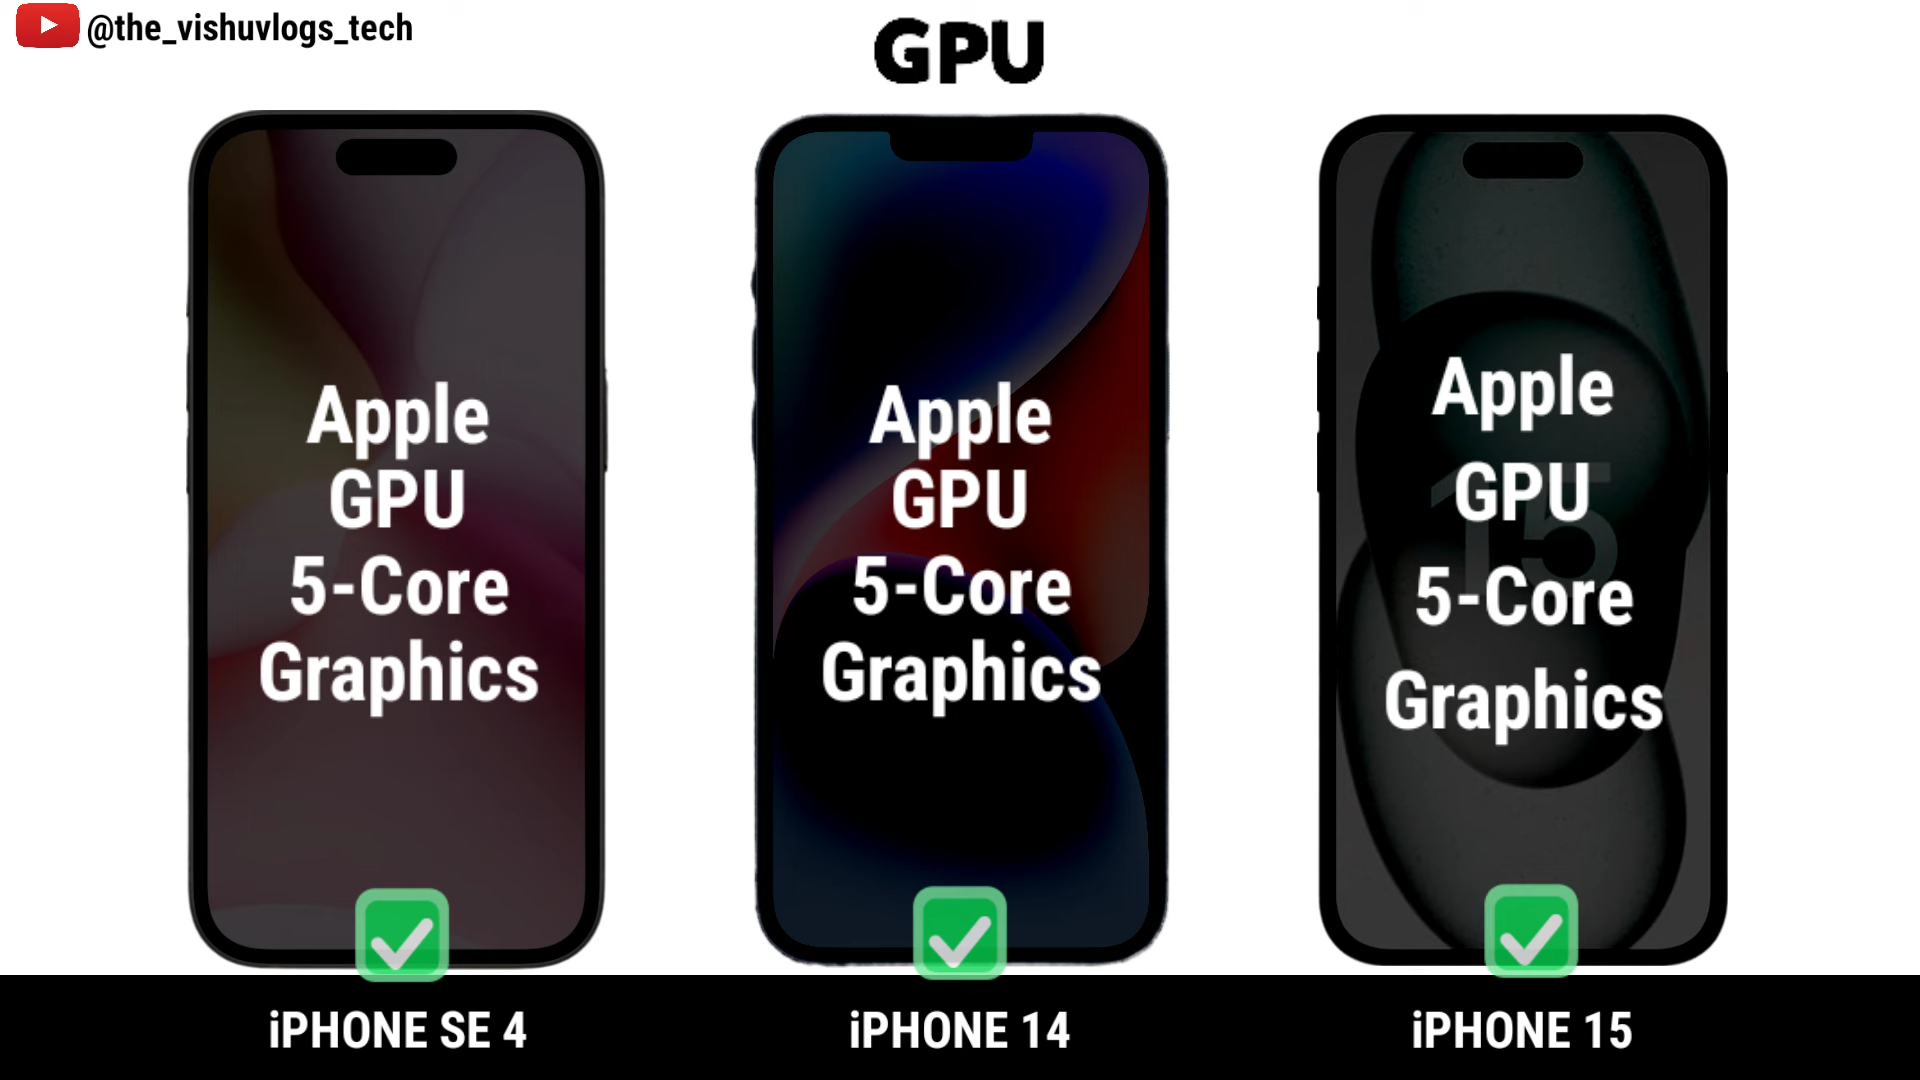 @the_vishuvlogs_tech
GPU
Apple
GPU
5-Core
Graphics
Apple
GPU
5-Core
Graphics
15
Apple
GPU
5-Core
Graphics
iPHONE SE 4
iPHONE 14
iPHONE 15